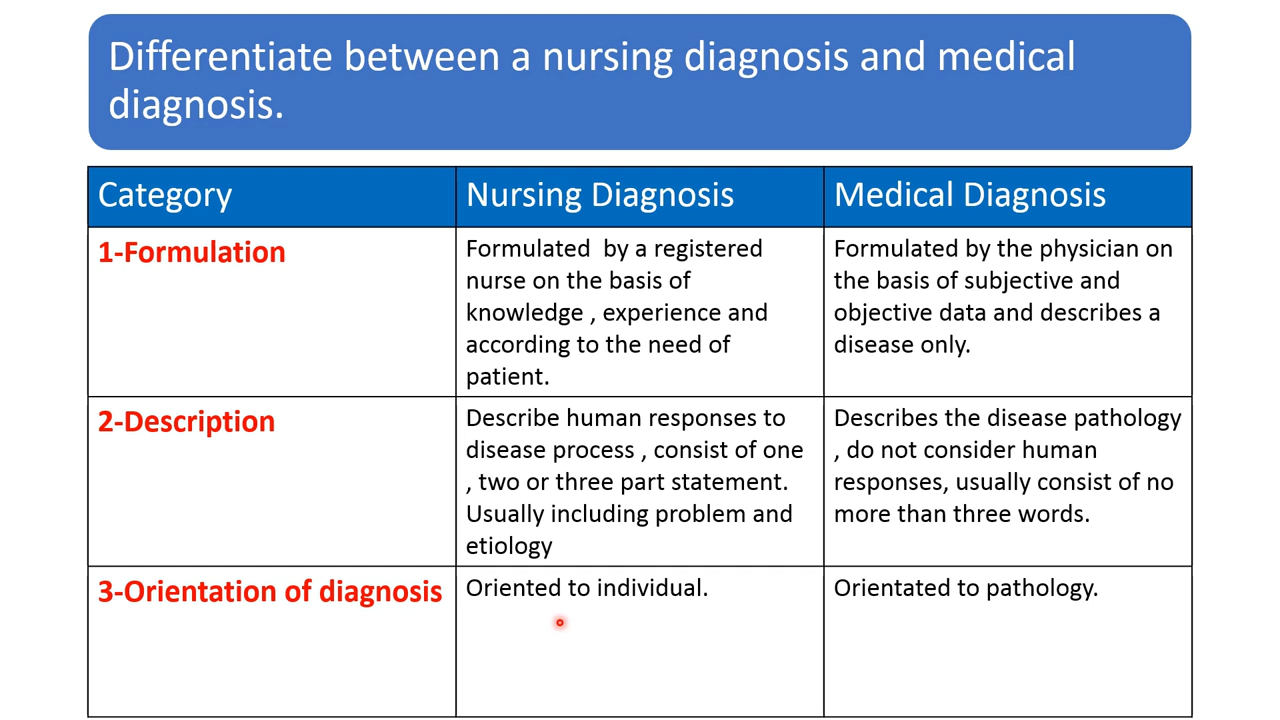 Differentiate between a nursing diagnosis and medical
diagnosis.
Category
Nursing Diagnosis
Medical Diagnosis
1-Formulation
Formulated  by a registered
nurse on the basis of
knowledge , experience and
according to the need of
patient.
Formulated by the physician on
the basis of subjective and
objective data and describes a
disease only.
2-Description
Describe human responses to
disease process , consist of one
, two or three part statement.
Usually including problem and
etiology
Describes the disease pathology
, do not consider human
responses, usually consist of no
more than three words.
3-Orientation of diagnosis
Oriented to individual.
Orientated to pathology.